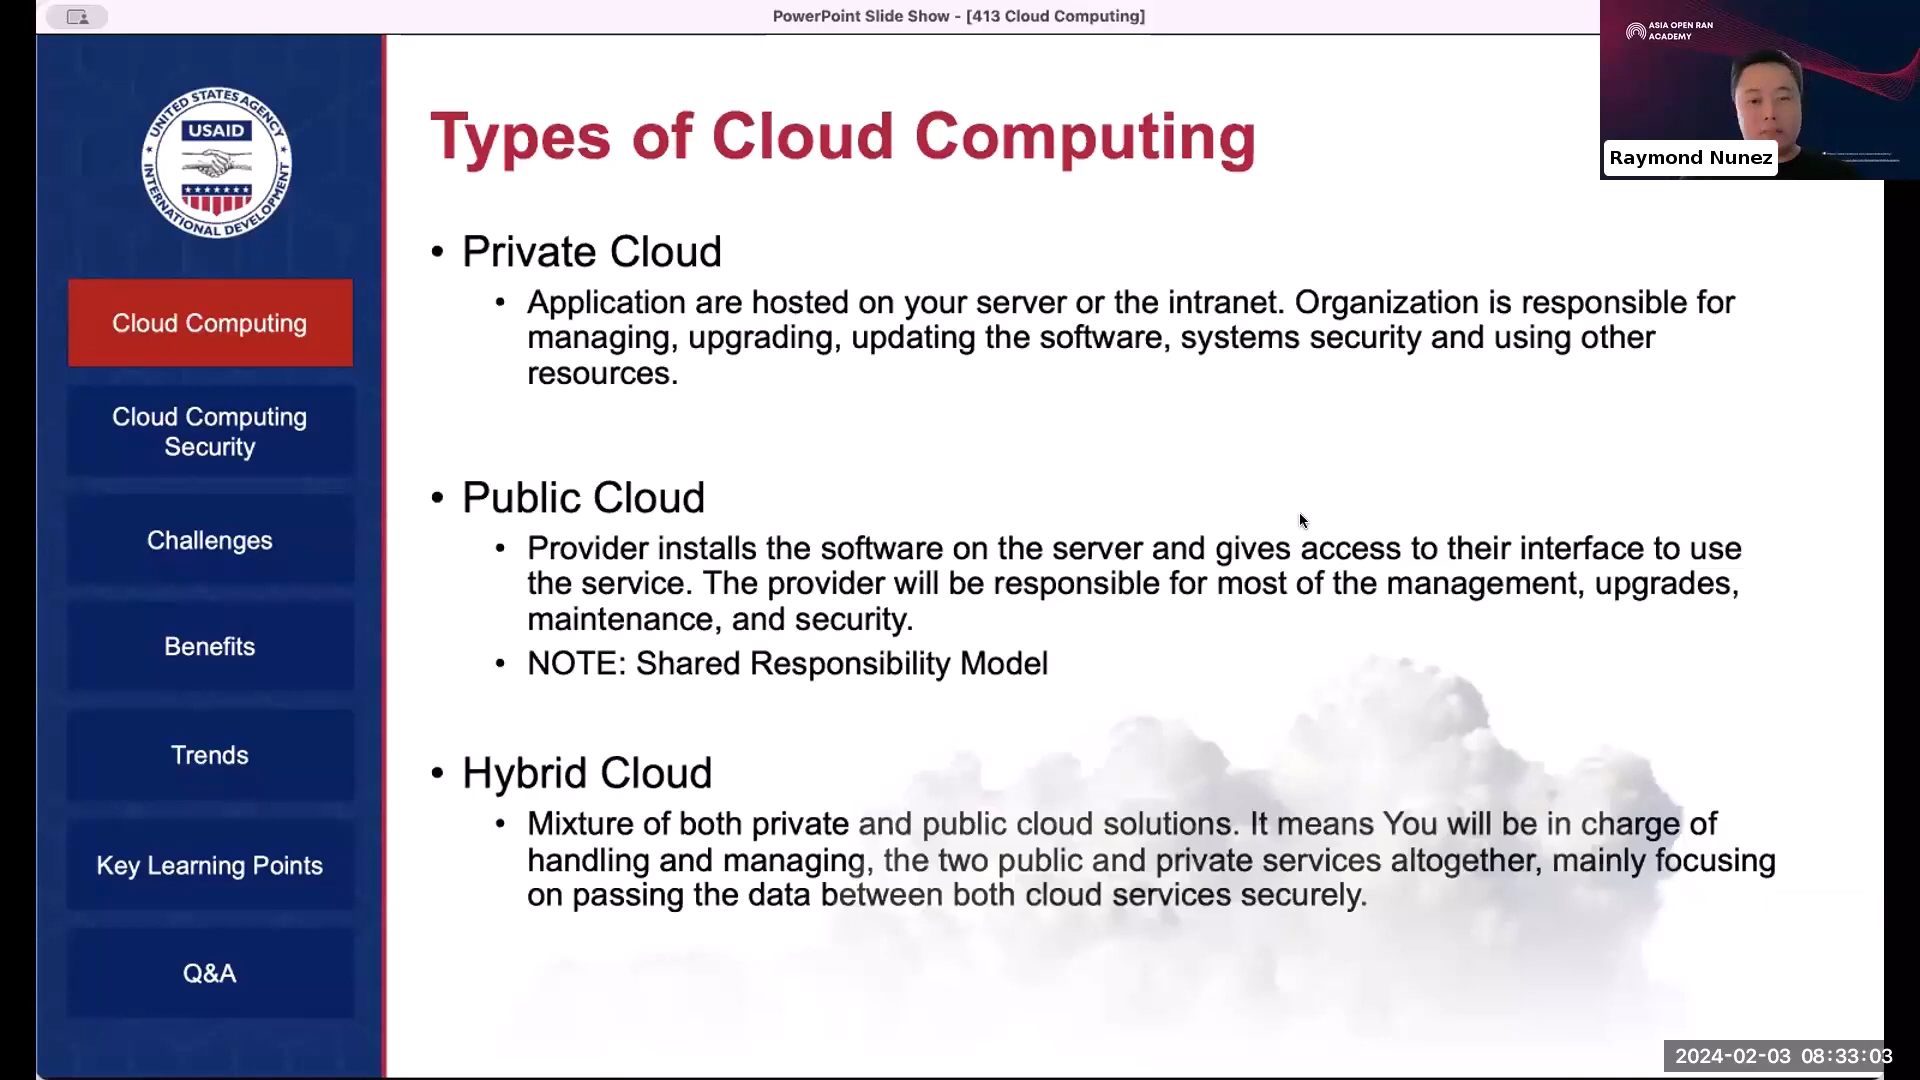 PowerPoint Slide Show - [413 Cloud Computing]
ASIA OPEN RAN
ACADEMY
Raymond Nunez
UNITED STATES AGENCY
USAID
INTERNATIONAL DEVELOPMENT
Cloud Computing
Cloud Computing
Security
Challenges
Benefits
Trends
Key Learning Points
Q&A
Types of Cloud Computing
• Private Cloud
• Application are hosted on your server or the intranet. Organization is responsible for
managing, upgrading, updating the software, systems security and using other
resources.
• Public Cloud
• Provider installs the software on the server and gives access to their interface to use
the service. The provider will be responsible for most of the management, upgrades,
maintenance, and security.
• NOTE: Shared Responsibility Model
• Hybrid Cloud
• Mixture of both private and public cloud solutions. It means You will be in charge of
handling and managing, the two public and private services altogether, mainly focusing
on passing the data between both cloud services securely.
2024-02-03 08:33:03